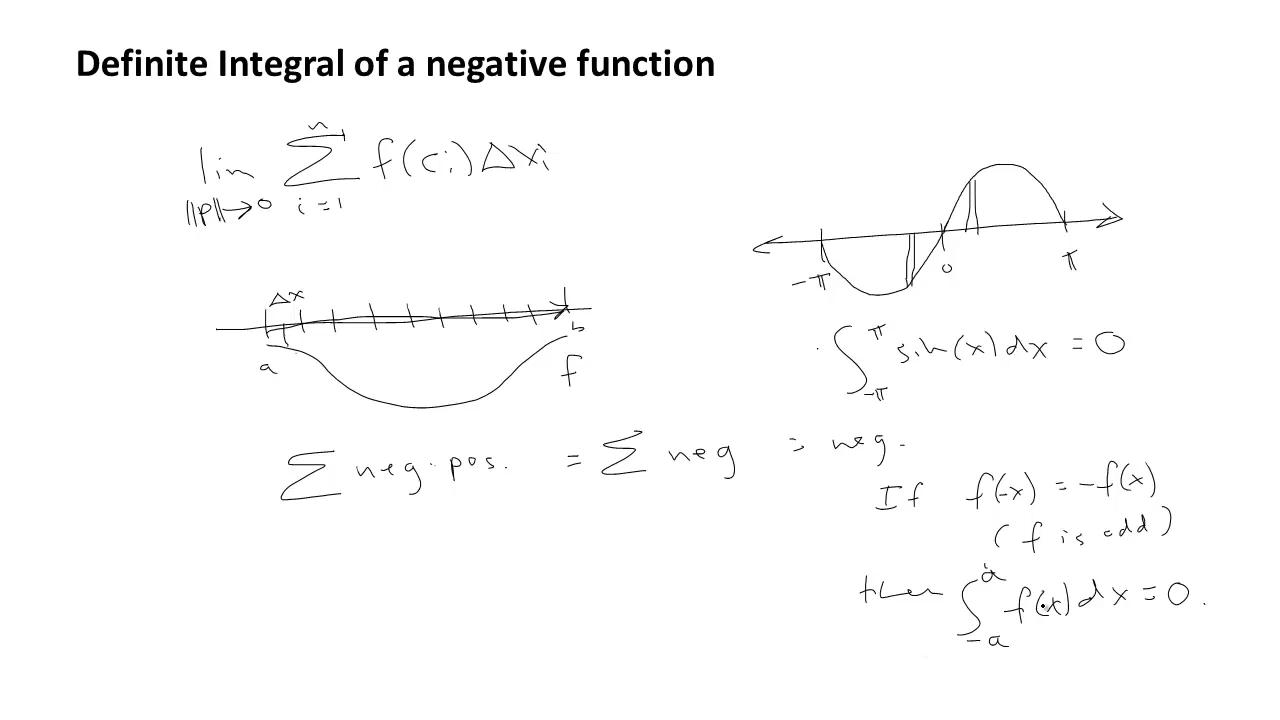 Definite Integral of a negative function
lim ||P||→0 n Σ i=1 f(ci) Δxi
Δx
a b
f
Σ neg. pos. = Σ neg = neg.
-π 0 π
∫ π -π sin(x) dx = 0
If f(-x) = -f(x)
(f is odd)
then ∫ a -a f(x) dx = 0.